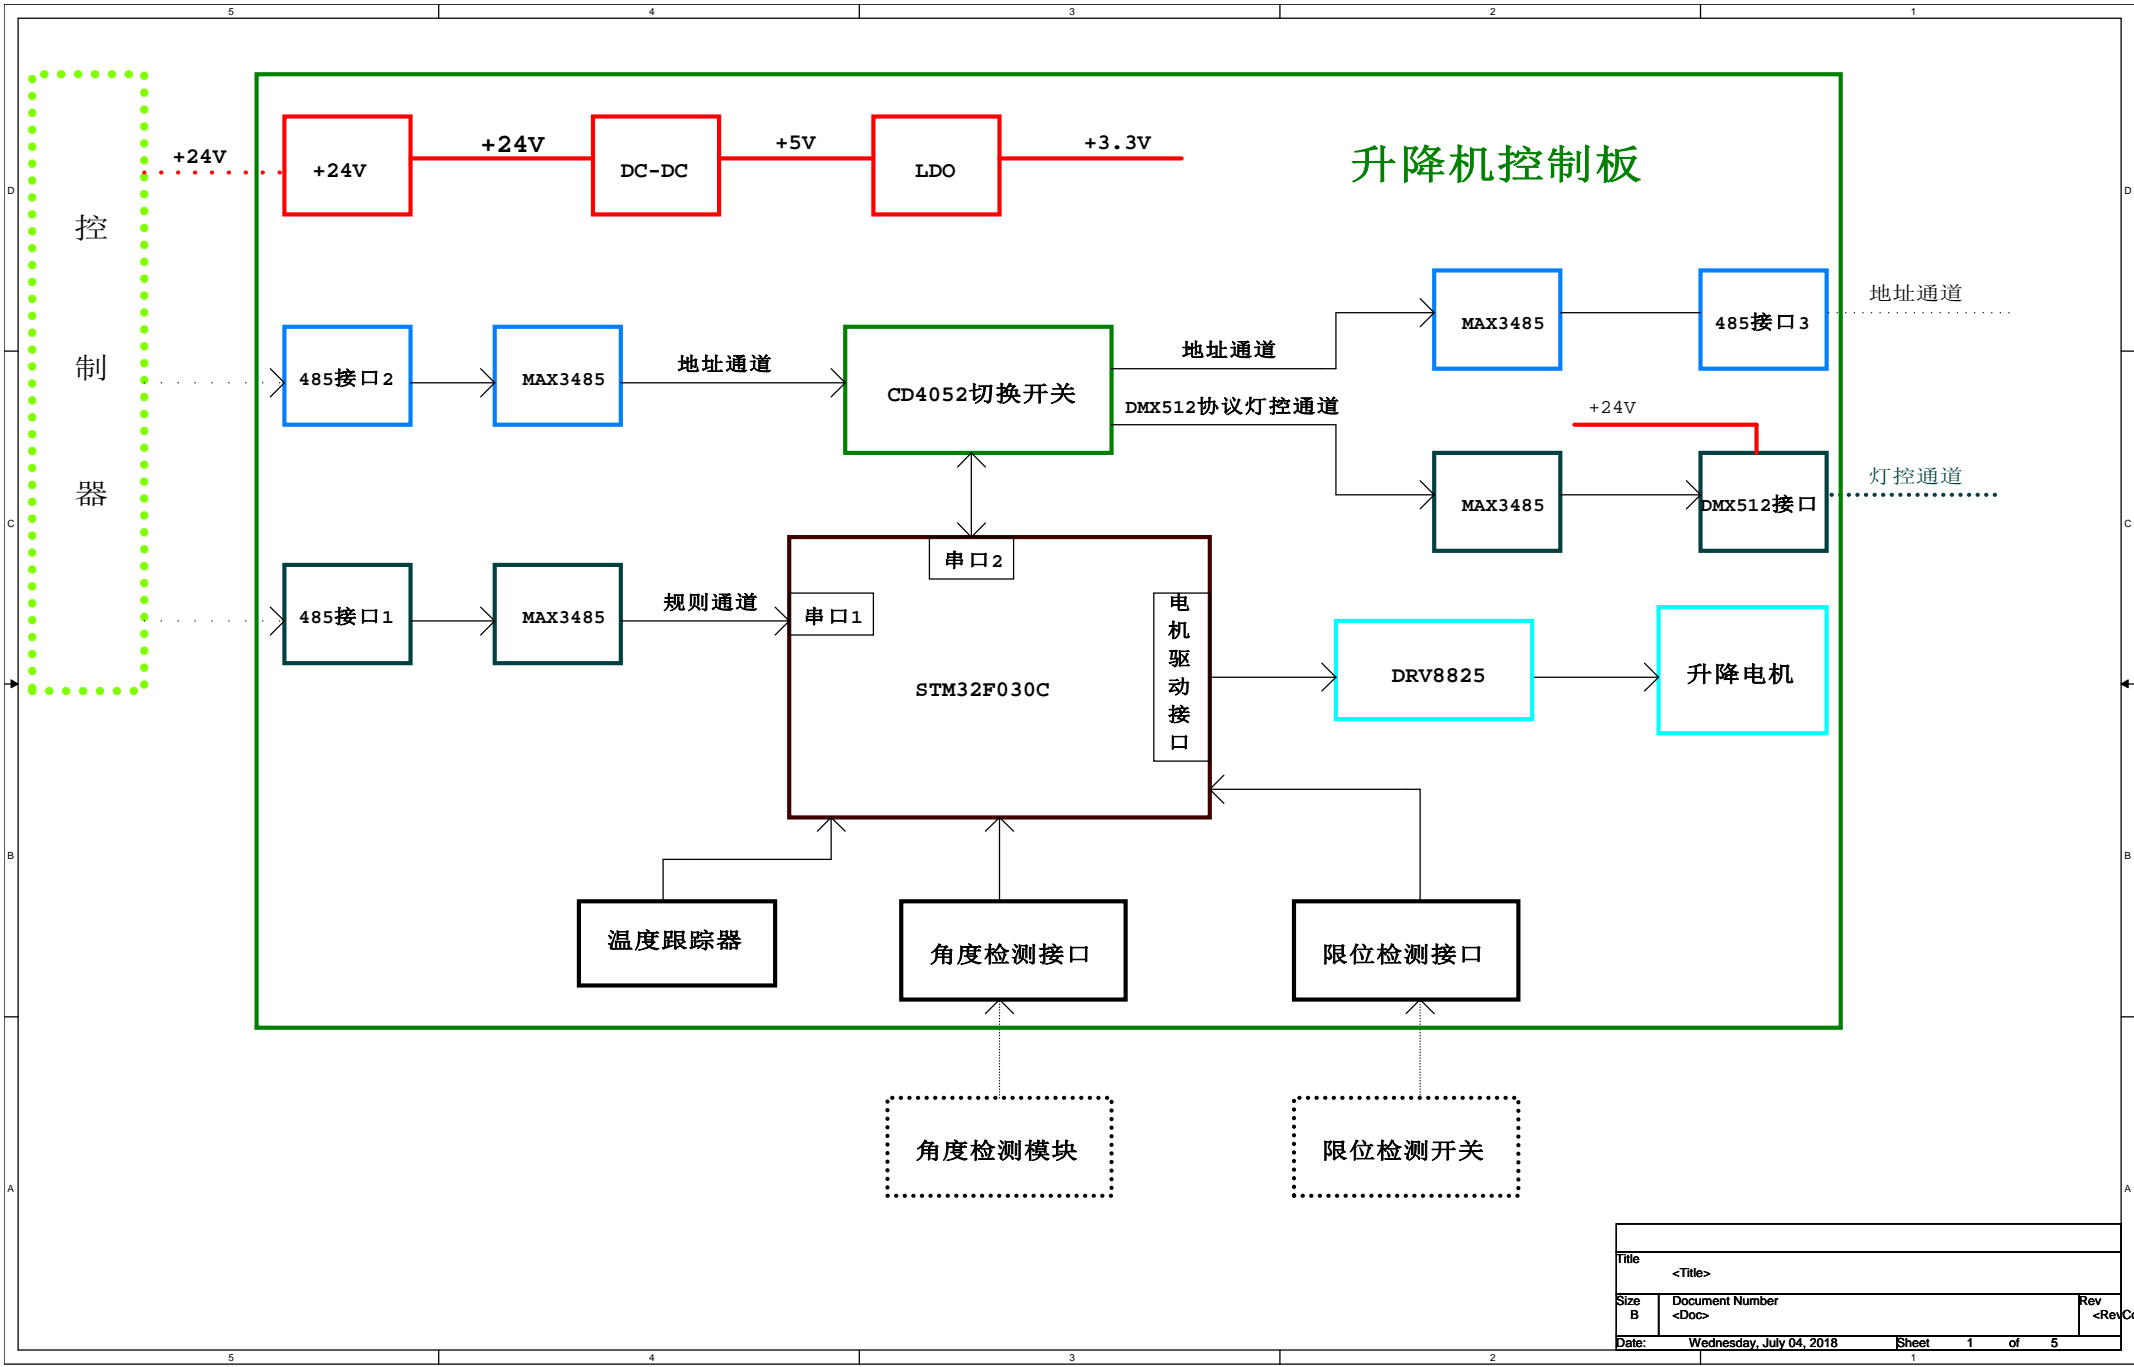 5 4 3 2 1
+24V
+24V
+24V
DC-DC
+5V
LDO
+3.3V
升降机控制板
D
D
控
制
器
485接口2
MAX3485
地址通道
CD4052切换开关
地址通道
MAX3485
485接口3
地址通道
DMX512协议灯控通道
+24V
MAX3485
DMX512接口
灯控通道
C
C
485接口1
MAX3485
规则通道
串口1
串口2
STM32F030C
电
机
驱
动
接
口
DRV8825
升降电机
B
B
温度跟踪器
角度检测接口
限位检测接口
角度检测模块
限位检测开关
A
A
Title
<Title>
Size
B
Document Number
<Doc>
Rev
<RevCo
Date: Wednesday, July 04, 2018 Sheet 1 of 5
5 4 3 2 1